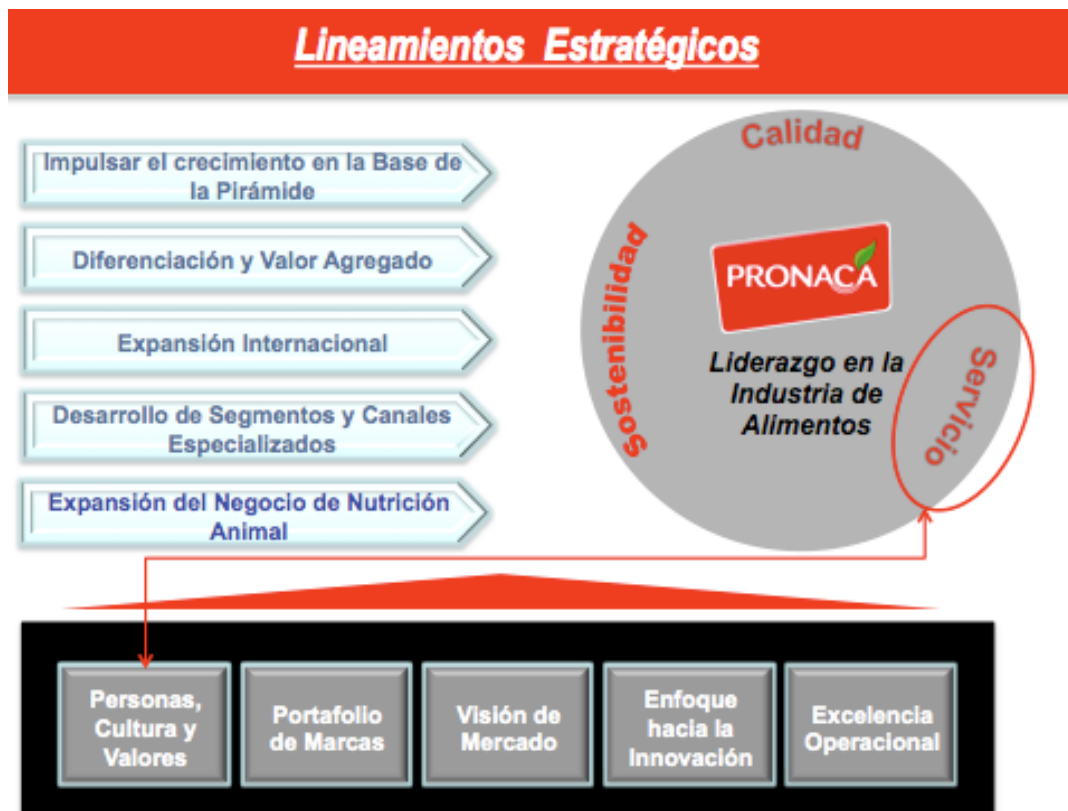 Lineamientos Estratégicos
Impulsar el crecimiento en la Base de
la Pirámide
Diferenciación y Valor Agregado
Expansión Internacional
Desarrollo de Segmentos y Canales
Especializados
Expansión del Negocio de Nutrición
Animal
Calidad
Sostenibilidad
PRONACA
Liderazgo en la
Industria de
Alimentos
Servicio
Personas,
Cultura y
Valores
Portafolio
de Marcas
Visión de
Mercado
Enfoque
hacia la
Innovación
Excelencia
Operacional